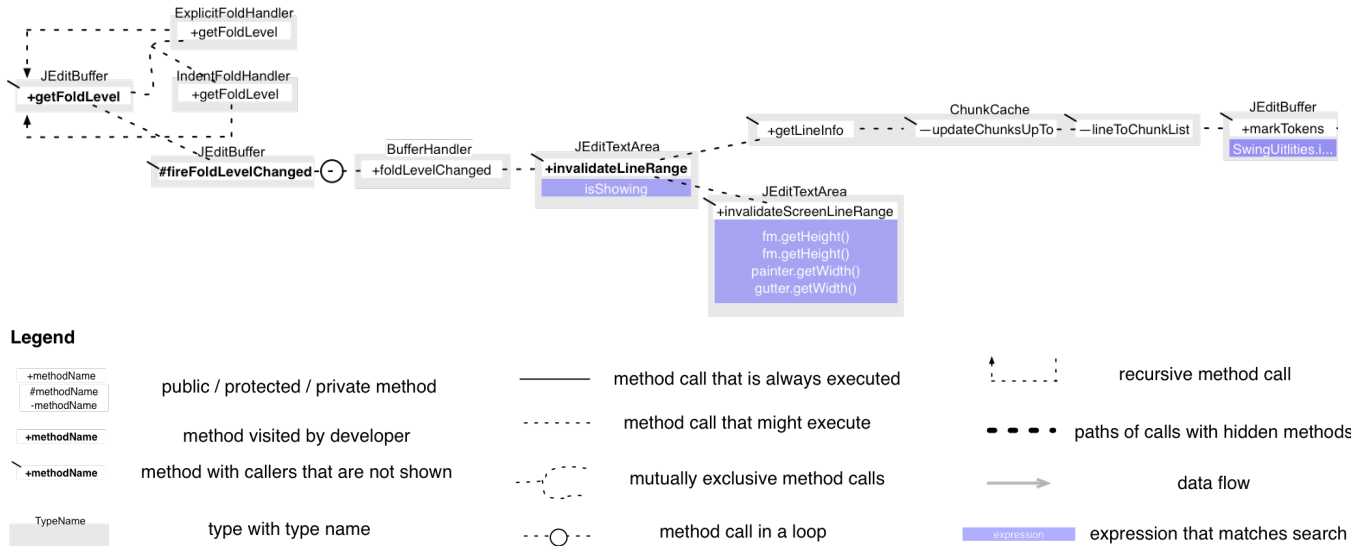 ExplicitFoldHandler
+getFoldLevel
JEditBuffer
+getFoldLevel
IndentFoldHandler
+getFoldLevel
JEditBuffer
#fireFoldLevelChanged
BufferHandler
+foldLevelChanged
JEditTextArea
+invalidateLineRange
isShowing
+getLineInfo
ChunkCache
—updateChunksUpTo
—lineToChunkList
JEditBuffer
+markTokens
SwingUitlities.i...
JEditTextArea
+invalidateScreenLineRange
fm.getHeight()
fm.getHeight()
painter.getWidth()
gutter.getWidth()
Legend
+methodName
#methodName
-methodName
public / protected / private method
+methodName
method visited by developer
+methodName
method with callers that are not shown
TypeName
type with type name
method call that is always executed
method call that might execute
mutually exclusive method calls
method call in a loop
recursive method call
paths of calls with hidden methods
data flow
expression
expression that matches search